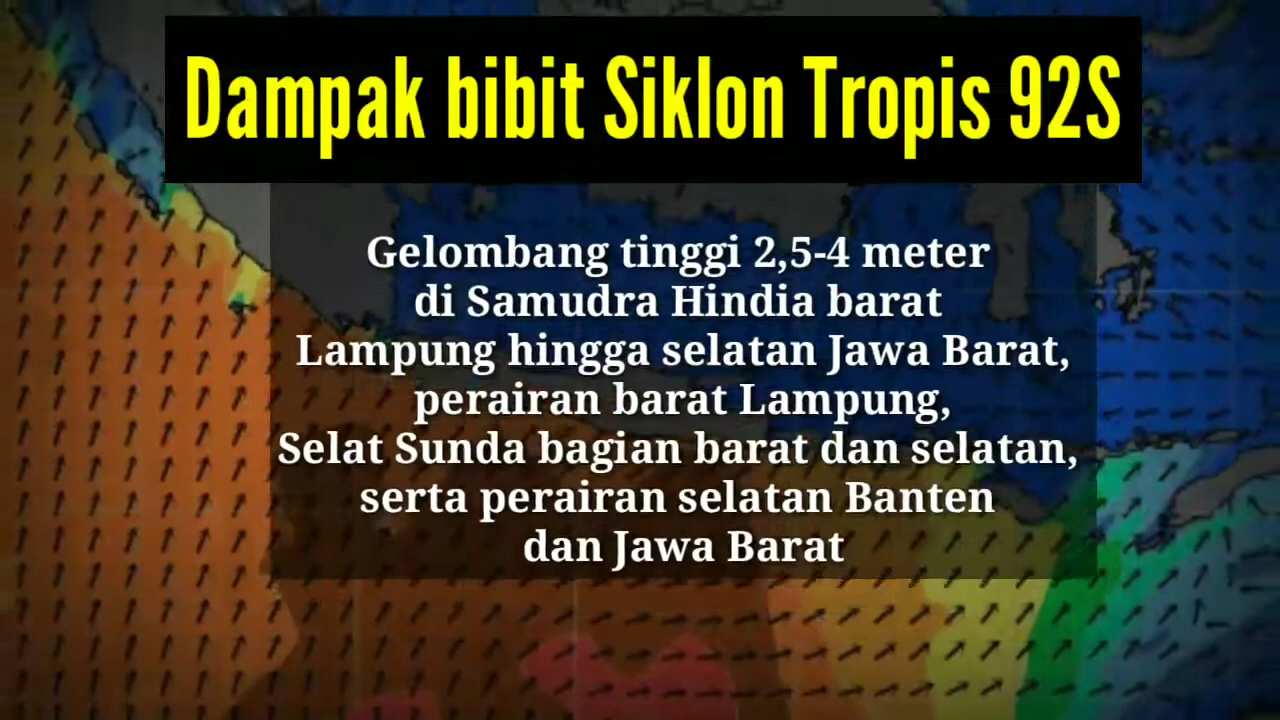 Dampak bibit Siklon Tropis 92S
Gelombang tinggi 2,5-4 meter
di Samudra Hindia barat
Lampung hingga selatan Jawa Barat,
perairan barat Lampung,
Selat Sunda bagian barat dan selatan,
serta perairan selatan Banten
dan Jawa Barat